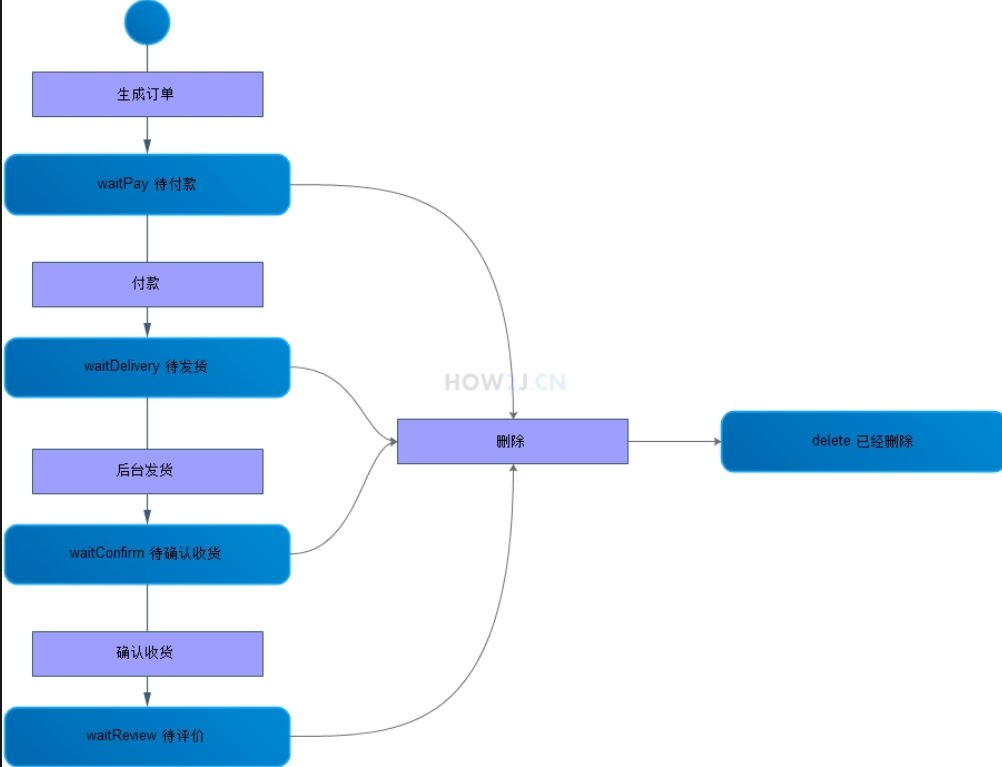 生成订单
waitPay 待付款
付款
waitDelivery 待发货
HOW2J.CN
删除
delete 已经删除
后台发货
waitConfirm 待确认收货
确认收货
waitReview 待评价